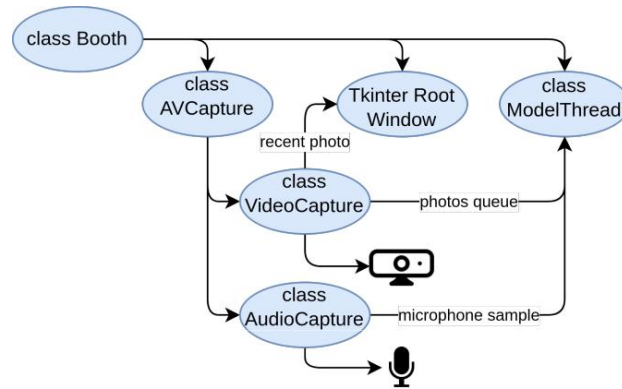 class Booth
class
AVCapture
Tkinter Root
Window
class
ModelThread
recent photo
class
VideoCapture
photos queue
class
AudioCapture
microphone sample